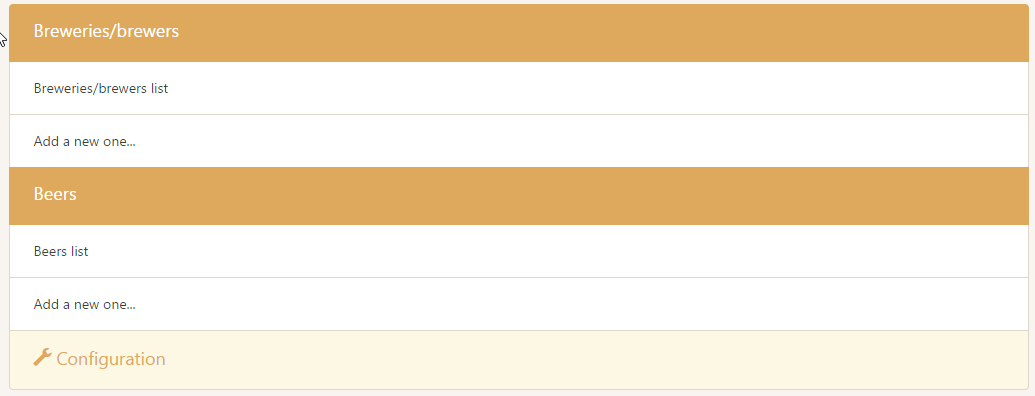 Breweries/brewers
Breweries/brewers list
Add a new one...
Beers
Beers list
Add a new one...
Configuration